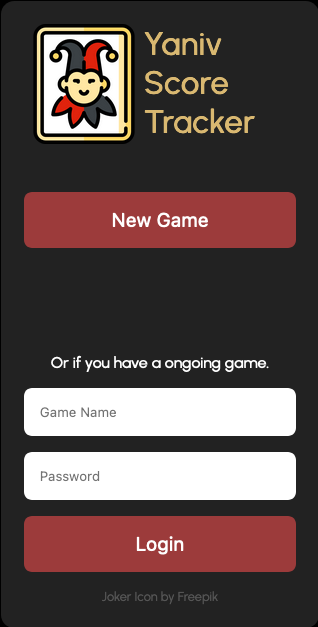 Yaniv
Score
Tracker
New Game
Or if you have a ongoing game.
Game Name
Password
Login
Joker Icon by Freepik